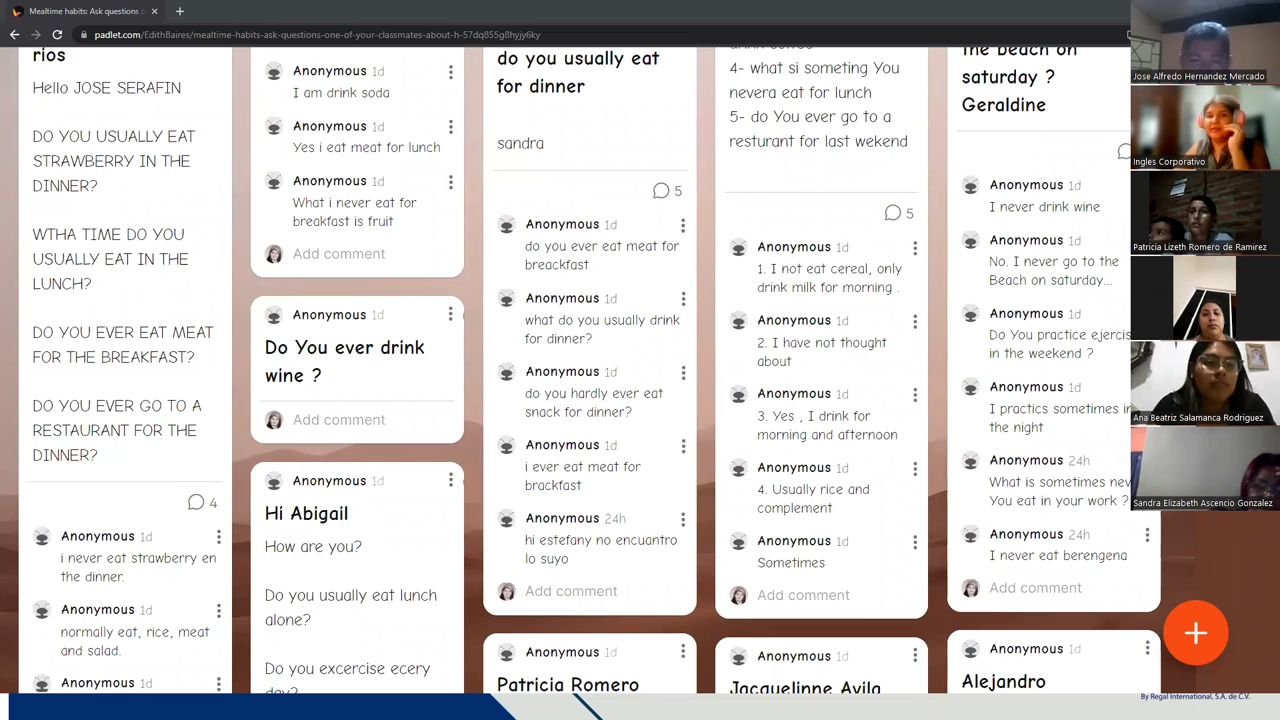 Mealtime habits: Ask questions o
padlet.com/EdithBaires/mealtime-habits-ask-questions-one-of-your-classmates-about-h-57dq855g8hyjy6ky
ríos
Hello JOSE SERAFIN
DO YOU USUALLY EAT
STRAWBERRY IN THE
DINNER?
WTHA TIME DO YOU
USUALLY EAT IN THE
LUNCH?
DO YOU EVER EAT MEAT
FOR THE BREAKFAST?
DO YOU EVER GO TO A
RESTAURANT FOR THE
DINNER?
4
Anonymous 1d
i never eat strawberry en
the dinner.
Anonymous 1d
normally eat, rice, meat
and salad.
Anonymous 1d
Anonymous 1d
I am drink soda
Anonymous 1d
Yes i eat meat for lunch
Anonymous 1d
What i never eat for
breakfast is fruit
Add comment
Anonymous 1d
Do You ever drink
wine ?
Add comment
Anonymous 1d
Hi Abigail
How are you?
Do you usually eat lunch
alone?
Do you excercise ecery
day?
do you usually eat
for dinner
sandra
5
Anonymous 1d
do you ever eat meat for
breackfast
Anonymous 1d
what do you usually drink
for dinner?
Anonymous 1d
do you hardly ever eat
snack for dinner?
Anonymous 1d
i ever eat meat for
brackfast
Anonymous 24h
hi estefany no encuantro
lo suyo
Add comment
Anonymous 1d
Patricia Romero
4- what si someting You
nevera eat for lunch
5- do You ever go to a
resturant for last wekend
5
Anonymous 1d
1. I not eat cereal, only
drink milk for morning .
Anonymous 1d
2. I have not thought
about
Anonymous 1d
3. Yes , I drink for
morning and afternoon
Anonymous 1d
4. Usually rice and
complement
Anonymous 1d
Sometimes
Add comment
Anonymous 1d
Jacquelinne Avila
the beach on
saturday ?
Geraldine
Anonymous 1d
I never drink wine
Anonymous 1d
No. I never go to the
Beach on saturday...
Anonymous 1d
Do You practice ejercis
in the weekend ?
Anonymous 1d
I practics sometimes in
the night
Anonymous 24h
What is sometimes nev
You eat in your work ?
Anonymous 24h
I never eat berengena
Add comment
Anonymous 1d
Alejandro
Jose Alfredo Hernandez Mercado
Ingles Corporativo
Patricia Lizeth Romero de Ramirez
Ana Beatriz Salamanca Rodriguez
Sandra Elizabeth Ascencio Gonzalez
By Regal International, S.A. de C.V.